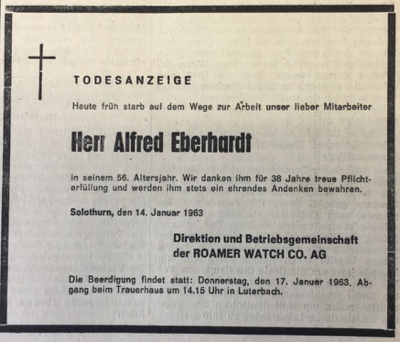 TODESANZEIGE
Heute früh starb auf dem Wege zur Arbeit unser lieber Mitarbeiter
Herr Alfred Eberhardt
in seinem 56. Altersjahr. Wir danken ihm für 38 Jahre treue Pflicht-
erfüllung und werden ihm stets ein ehrendes Andenken bewahren.
Solothurn, den 14. Januar 1963
Direktion und Betriebsgemeinschaft
der ROAMER WATCH CO. AG
Die Beerdigung findet statt: Donnerstag, den 17. Januar 1963. Ab-
gang beim Trauerhaus um 14.15 Uhr in Luterbach.